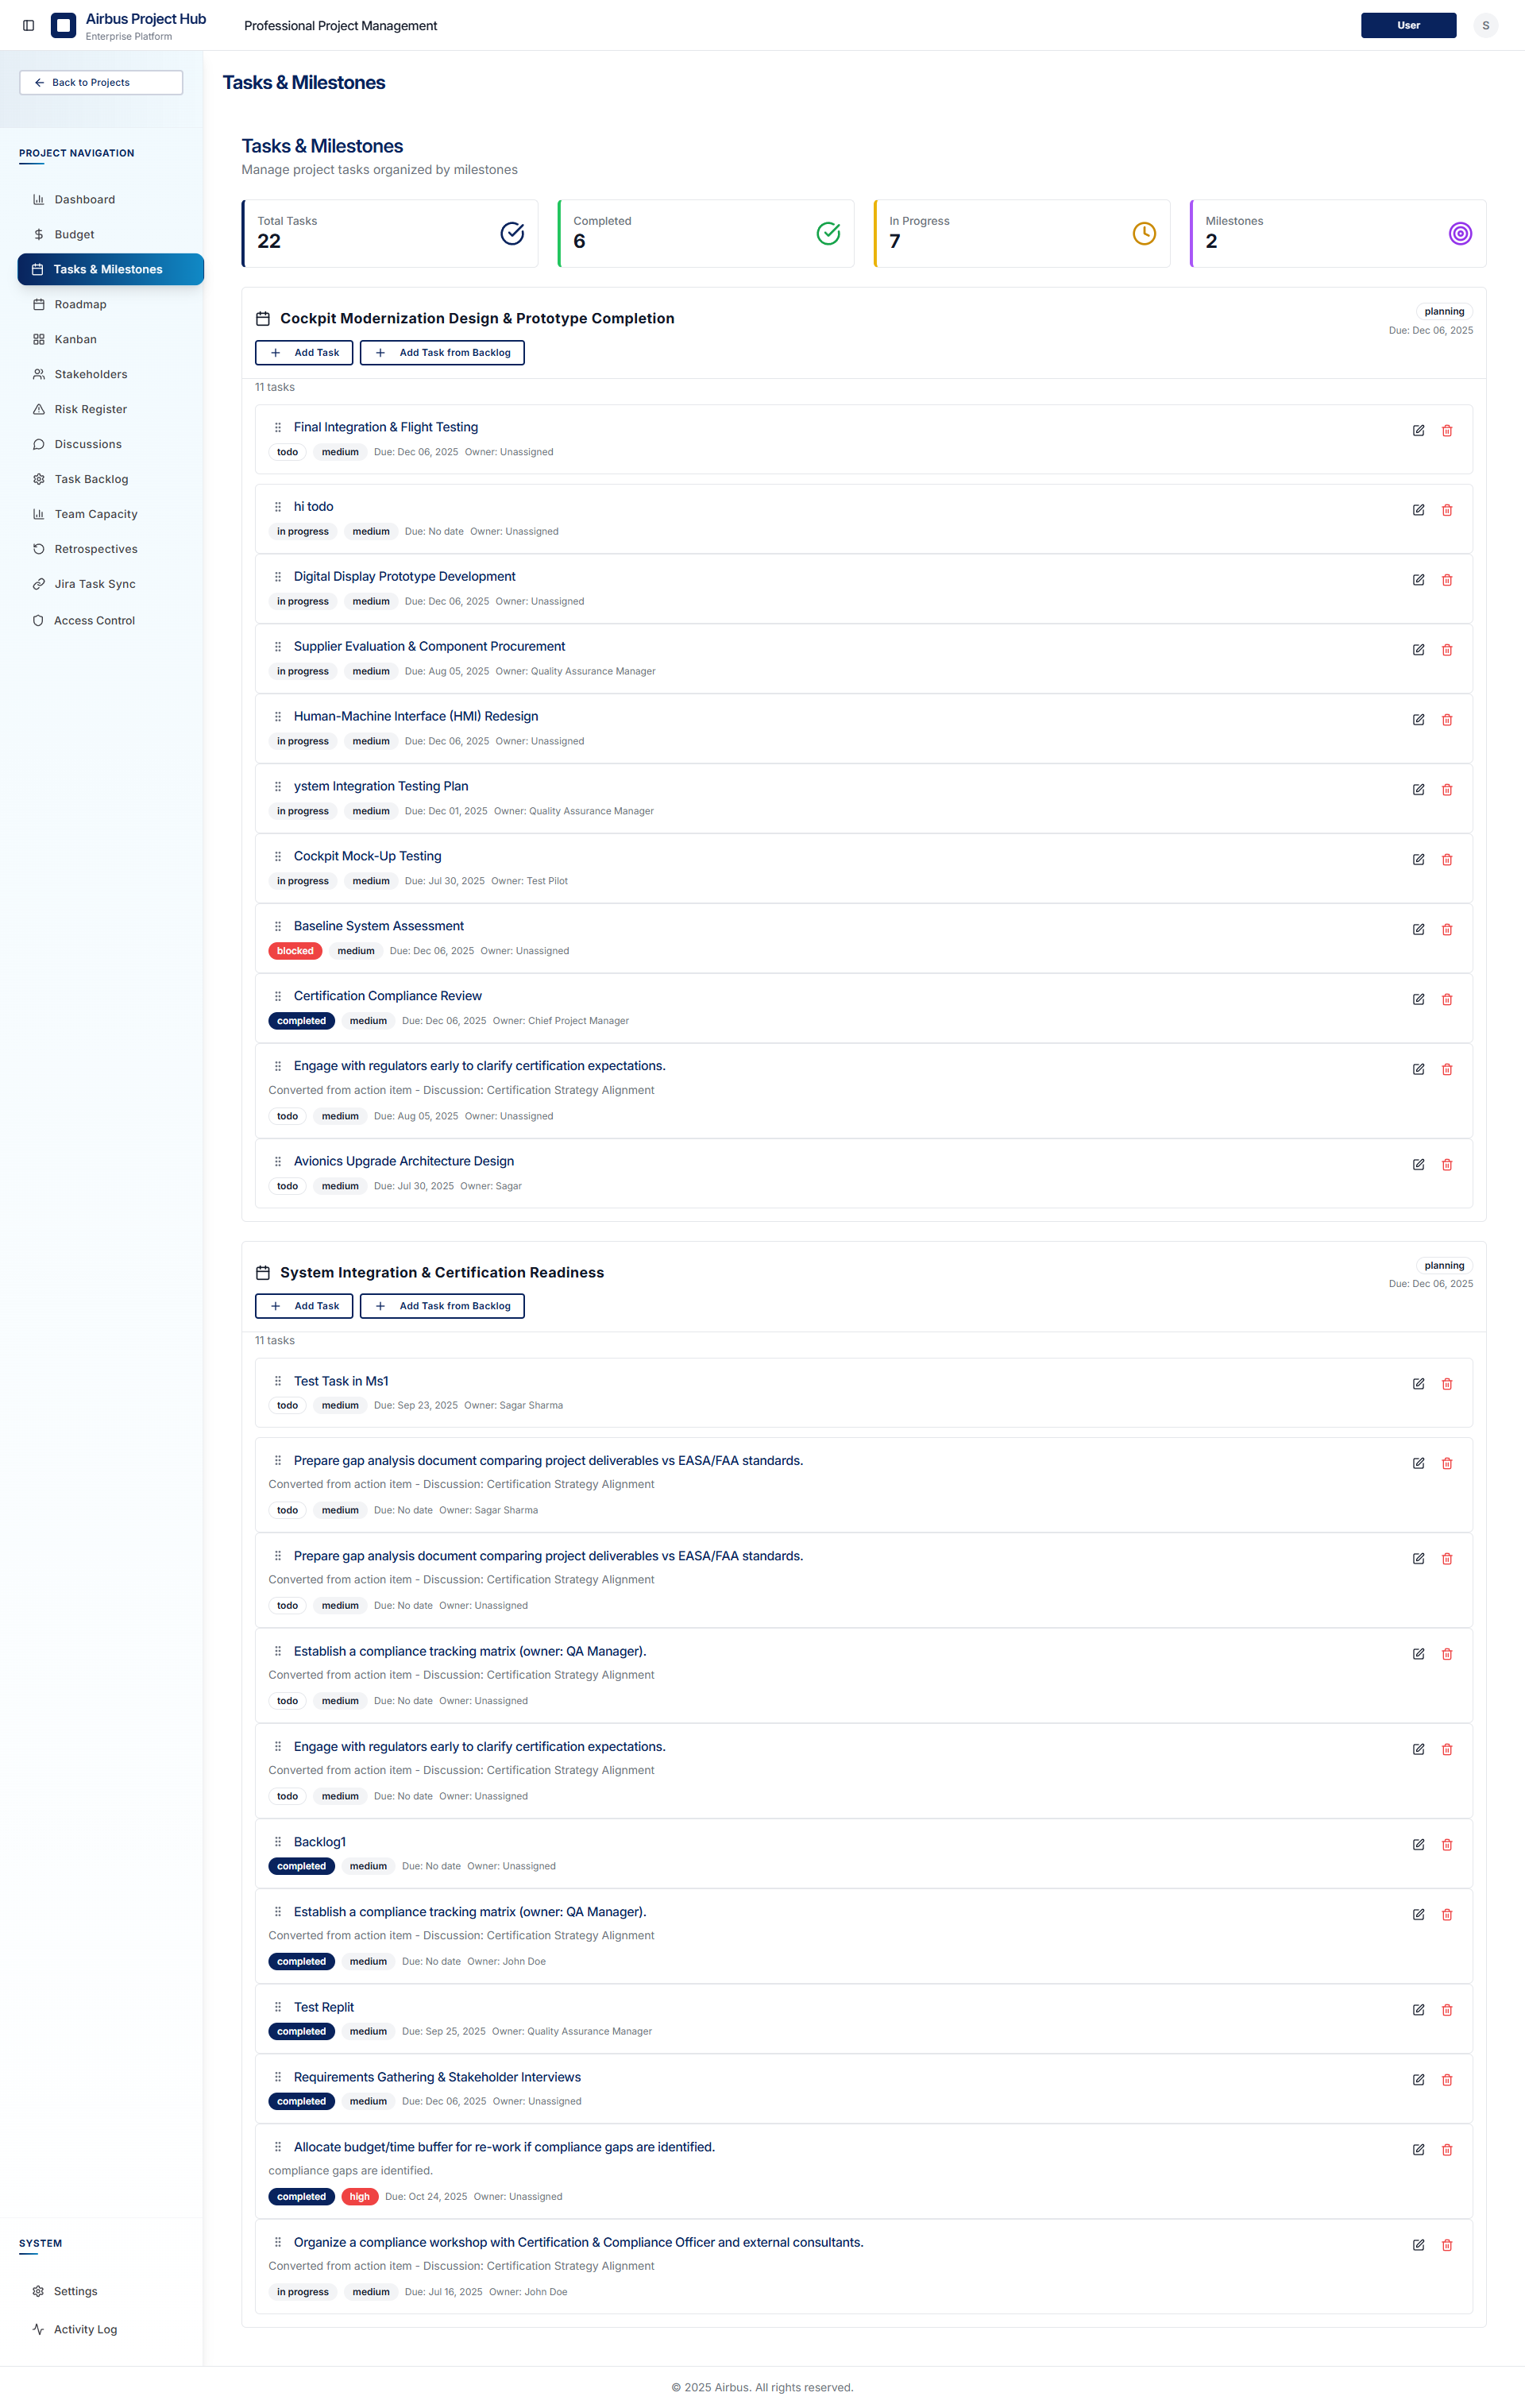 Airbus Project Hub
Enterprise Platform
Professional Project Management
User
S
Back to Projects
PROJECT NAVIGATION
Dashboard
Budget
Tasks & Milestones
Roadmap
Kanban
Stakeholders
Risk Register
Discussions
Task Backlog
Team Capacity
Retrospectives
Jira Task Sync
Access Control
SYSTEM
Settings
Activity Log
Tasks & Milestones
Tasks & Milestones
Manage project tasks organized by milestones
Total Tasks
22
Completed
6
In Progress
7
Milestones
2
Cockpit Modernization Design & Prototype Completion
planning
Due: Dec 06, 2025
Add Task
Add Task from Backlog
11 tasks
Final Integration & Flight Testing
todo medium Due: Dec 06, 2025 Owner: Unassigned
hi todo
in progress medium Due: No date Owner: Unassigned
Digital Display Prototype Development
in progress medium Due: Dec 06, 2025 Owner: Unassigned
Supplier Evaluation & Component Procurement
in progress medium Due: Aug 05, 2025 Owner: Quality Assurance Manager
Human-Machine Interface (HMI) Redesign
in progress medium Due: Dec 06, 2025 Owner: Unassigned
ystem Integration Testing Plan
in progress medium Due: Dec 01, 2025 Owner: Quality Assurance Manager
Cockpit Mock-Up Testing
in progress medium Due: Jul 30, 2025 Owner: Test Pilot
Baseline System Assessment
blocked medium Due: Dec 06, 2025 Owner: Unassigned
Certification Compliance Review
completed medium Due: Dec 06, 2025 Owner: Chief Project Manager
Engage with regulators early to clarify certification expectations.
Converted from action item - Discussion: Certification Strategy Alignment
todo medium Due: Aug 05, 2025 Owner: Unassigned
Avionics Upgrade Architecture Design
todo medium Due: Jul 30, 2025 Owner: Sagar
System Integration & Certification Readiness
planning
Due: Dec 06, 2025
Add Task
Add Task from Backlog
11 tasks
Test Task in Ms1
todo medium Due: Sep 23, 2025 Owner: Sagar Sharma
Prepare gap analysis document comparing project deliverables vs EASA/FAA standards.
Converted from action item - Discussion: Certification Strategy Alignment
todo medium Due: No date Owner: Sagar Sharma
Prepare gap analysis document comparing project deliverables vs EASA/FAA standards.
Converted from action item - Discussion: Certification Strategy Alignment
todo medium Due: No date Owner: Unassigned
Establish a compliance tracking matrix (owner: QA Manager).
Converted from action item - Discussion: Certification Strategy Alignment
todo medium Due: No date Owner: Unassigned
Engage with regulators early to clarify certification expectations.
Converted from action item - Discussion: Certification Strategy Alignment
todo medium Due: No date Owner: Unassigned
Backlog1
completed medium Due: No date Owner: Unassigned
Establish a compliance tracking matrix (owner: QA Manager).
Converted from action item - Discussion: Certification Strategy Alignment
completed medium Due: No date Owner: John Doe
Test Replit
completed medium Due: Sep 25, 2025 Owner: Quality Assurance Manager
Requirements Gathering & Stakeholder Interviews
completed medium Due: Dec 06, 2025 Owner: Unassigned
Allocate budget/time buffer for re-work if compliance gaps are identified.
compliance gaps are identified.
completed high Due: Oct 24, 2025 Owner: Unassigned
Organize a compliance workshop with Certification & Compliance Officer and external consultants.
Converted from action item - Discussion: Certification Strategy Alignment
in progress medium Due: Jul 16, 2025 Owner: John Doe
© 2025 Airbus. All rights reserved.